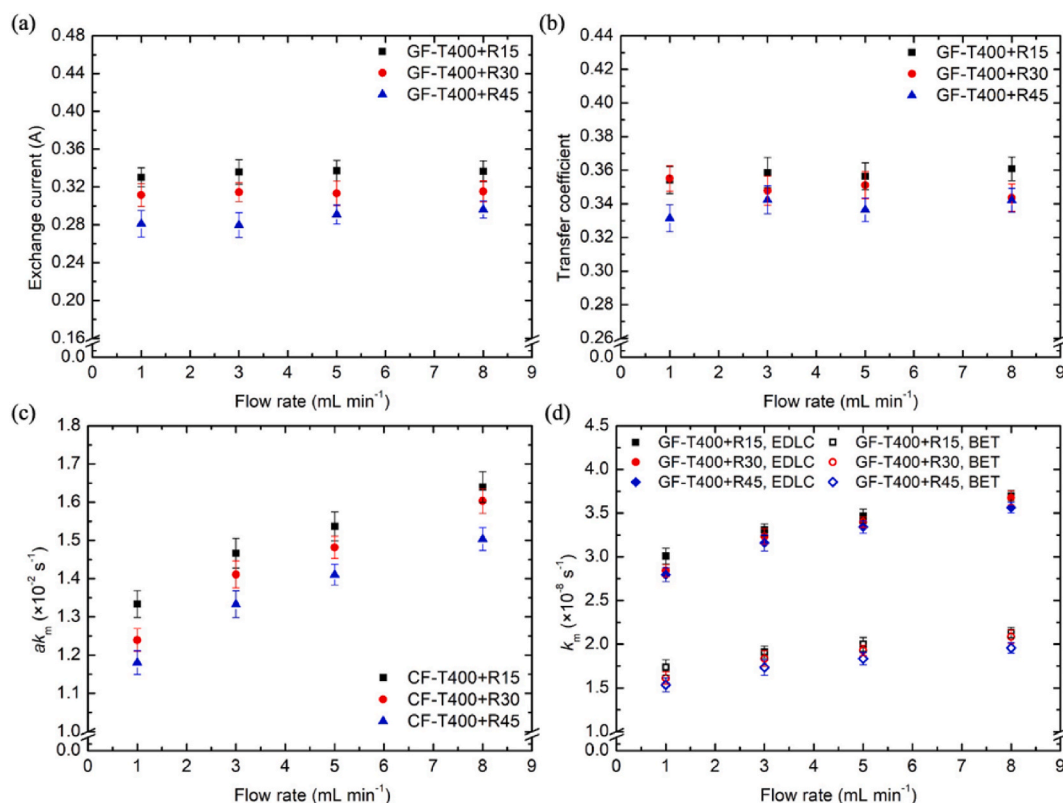 (a)
0.48
0.44
0.40
0.36
0.32
0.28
0.24
0.20
0.16
0.0
Exchange current (A)
GF-T400+R15
GF-T400+R30
GF-T400+R45
0 1 2 3 4 5 6 7 8 9
Flow rate (mL min⁻¹)
(b)
0.44
0.42
0.40
0.38
0.36
0.34
0.32
0.30
0.28
0.26
0.0
Transfer coefficient
GF-T400+R15
GF-T400+R30
GF-T400+R45
0 1 2 3 4 5 6 7 8 9
Flow rate (mL min⁻¹)
(c)
1.8
1.7
1.6
1.5
1.4
1.3
1.2
1.1
1.0
0.0
akm (×10⁻² s⁻¹)
CF-T400+R15
CF-T400+R30
CF-T400+R45
0 1 2 3 4 5 6 7 8 9
Flow rate (mL min⁻¹)
(d)
4.5
4.0
3.5
3.0
2.5
2.0
1.5
1.0
0.0
km (×10⁻⁸ s⁻¹)
GF-T400+R15, EDLC GF-T400+R15, BET
GF-T400+R30, EDLC GF-T400+R30, BET
GF-T400+R45, EDLC GF-T400+R45, BET
0 1 2 3 4 5 6 7 8 9
Flow rate (mL min⁻¹)